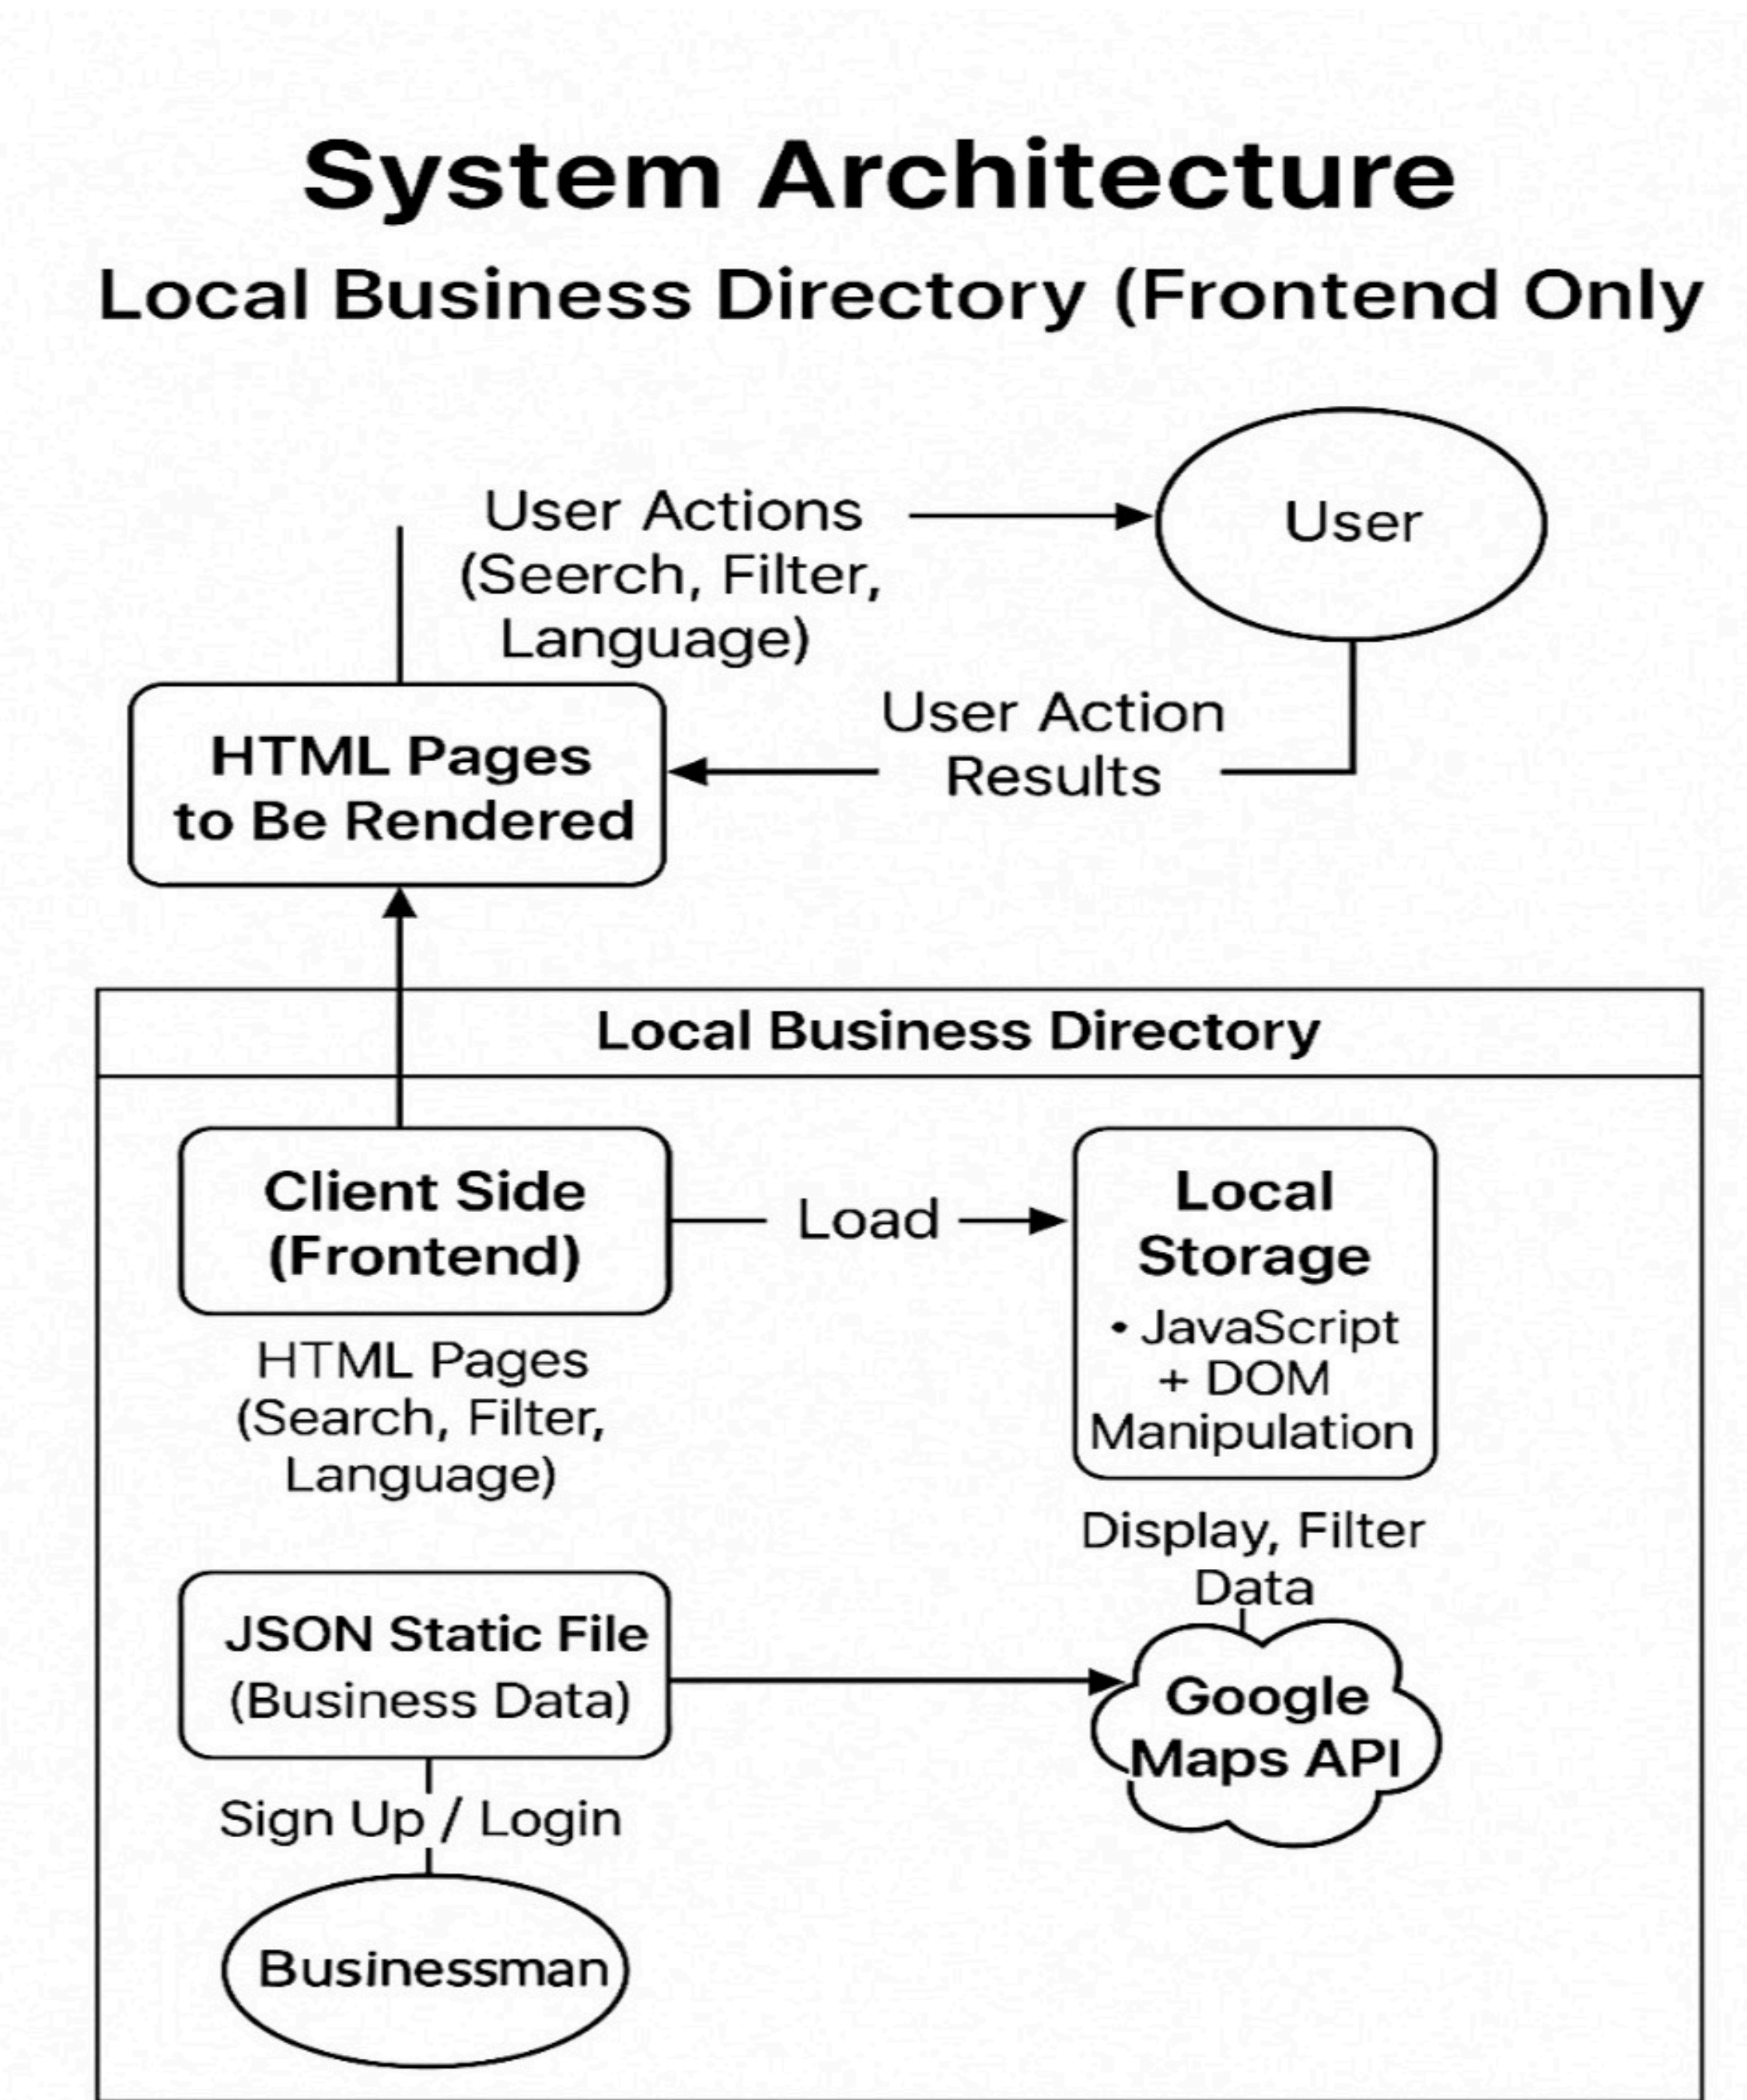 System Architecture
Local Business Directory (Frontend Only
User Actions
(Seerch, Filter,
Language)
User
User Action
Results
HTML Pages
to Be Rendered
Local Business Directory
Client Side
(Frontend)
Load
Local
Storage
• JavaScript
+ DOM
Manipulation
HTML Pages
(Search, Filter,
Language)
Display, Filter
Data
JSON Static File
(Business Data)
Google
Maps API
Sign Up / Login
Businessman